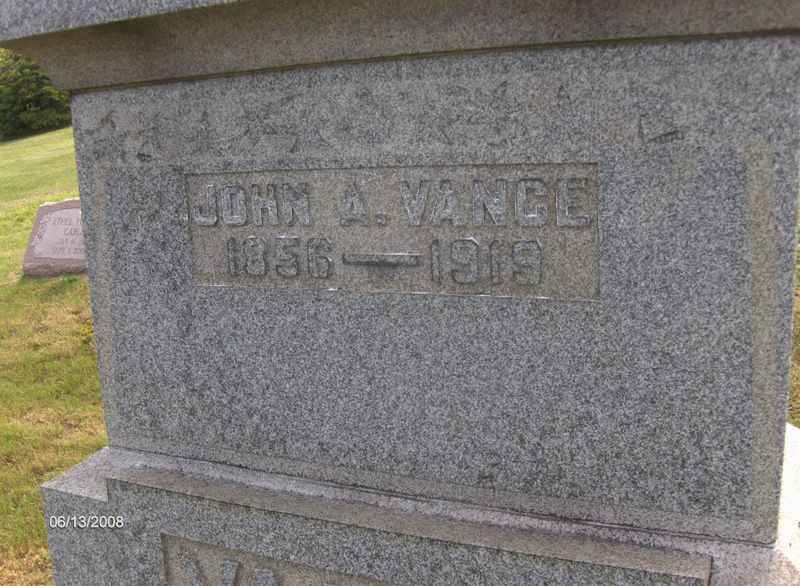 JOHN A. VANCE
1856 — 1919
06/13/2008